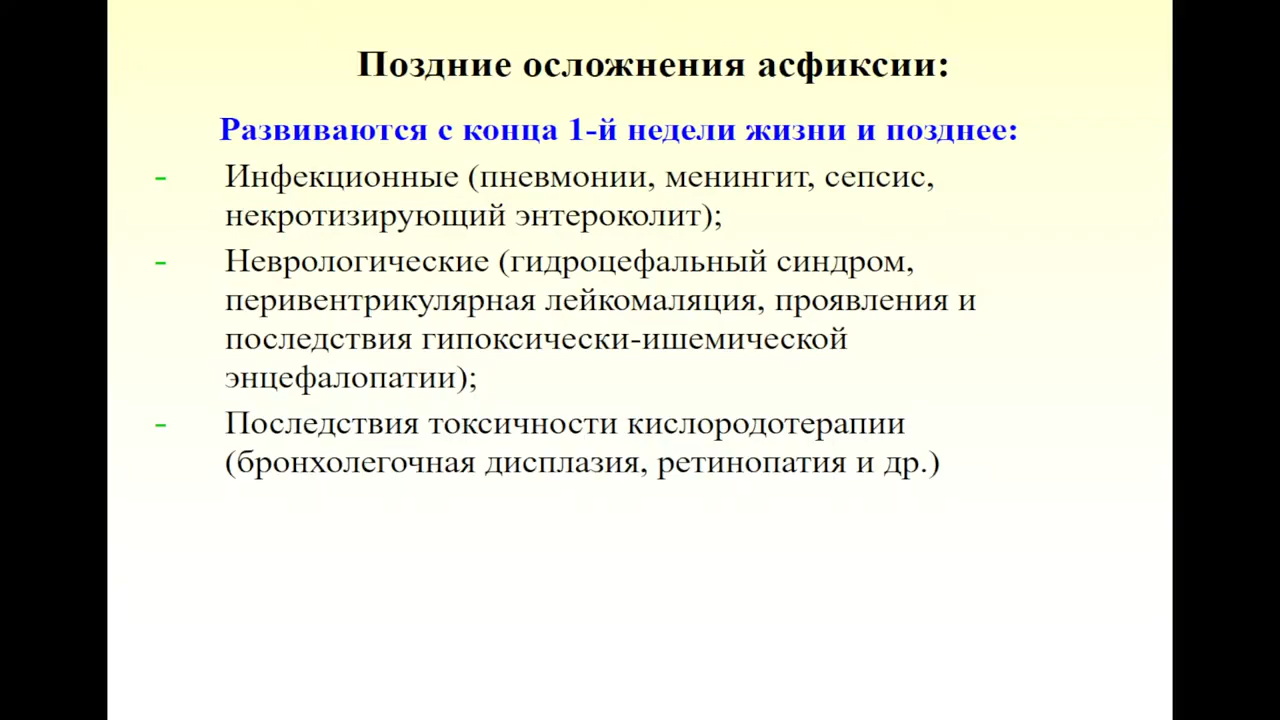 Поздние осложнения асфиксии:
Развиваются с конца 1-й недели жизни и позднее:
- Инфекционные (пневмонии, менингит, сепсис,
некротизирующий энтероколит);
- Неврологические (гидроцефальный синдром,
перивентрикулярная лейкомаляция, проявления и
последствия гипоксически-ишемической
энцефалопатии);
- Последствия токсичности кислородотерапии
(бронхолегочная дисплазия, ретинопатия и др.)